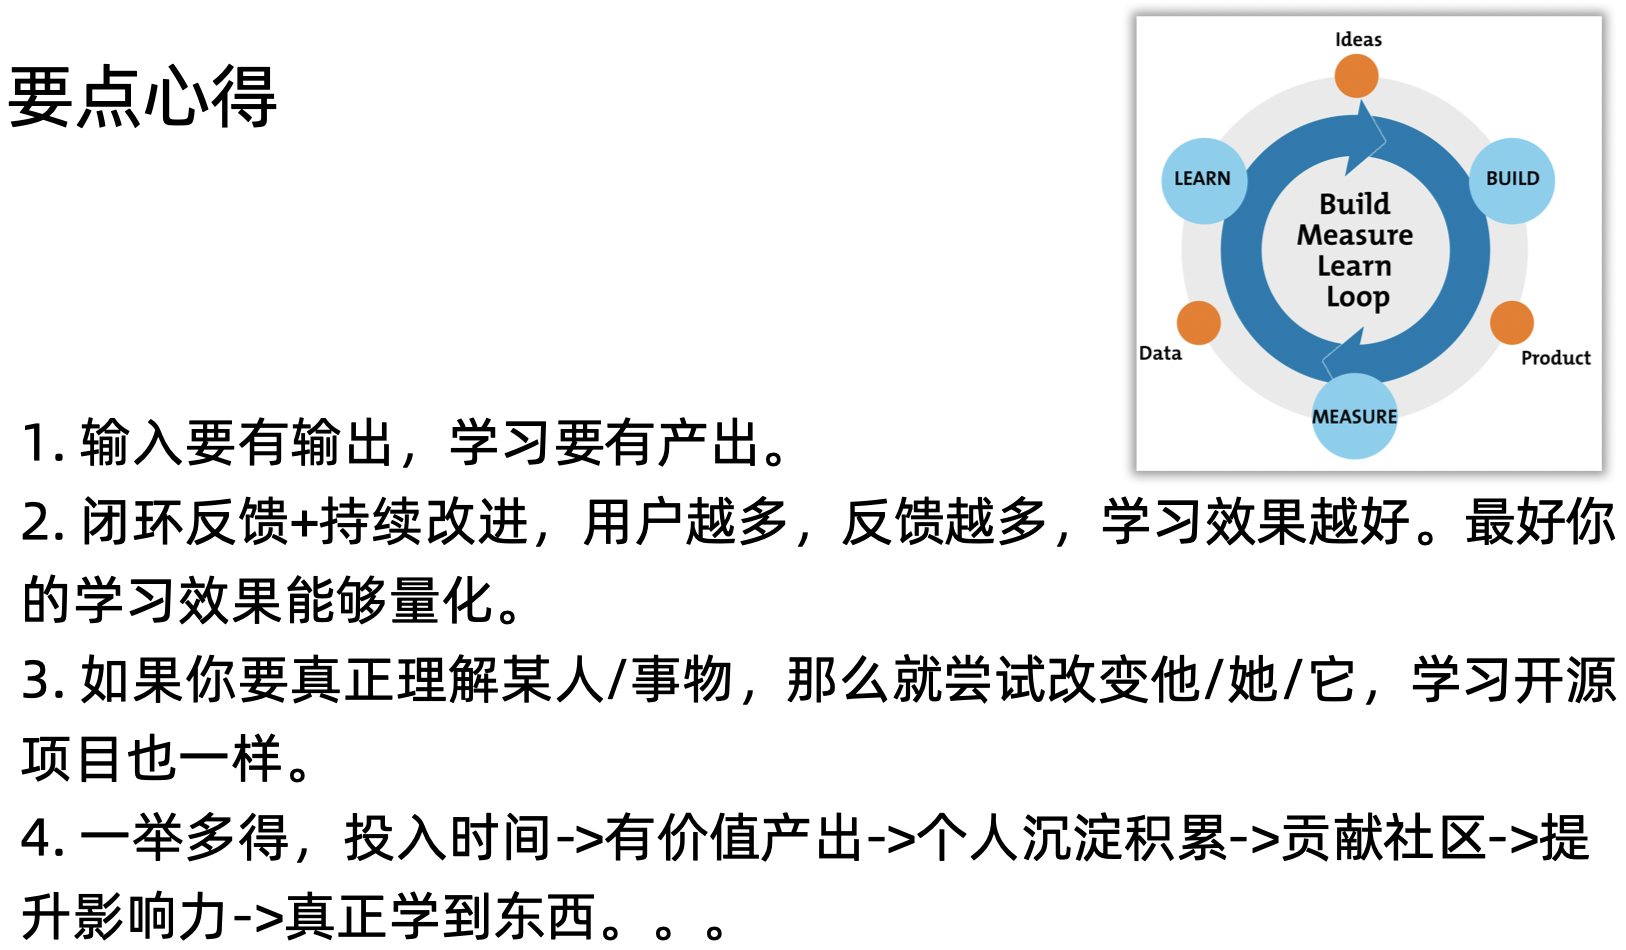 要点心得
Ideas
LEARN
BUILD
Build
Measure
Learn
Loop
Data
Product
MEASURE
1. 输入要有输出，学习要有产出。
2. 闭环反馈+持续改进，用户越多，反馈越多，学习效果越好。最好你
的学习效果能够量化。
3. 如果你要真正理解某人/事物，那么就尝试改变他/她/它，学习开源
项目也一样。
4. 一举多得，投入时间->有价值产出->个人沉淀积累->贡献社区->提
升影响力->真正学到东西。。。